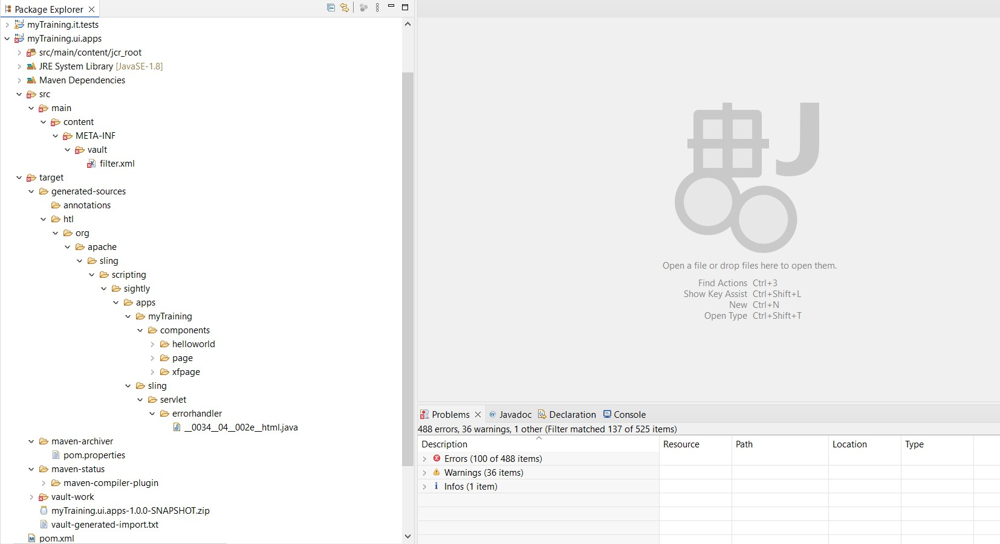 Package Explorer
myTraining.it.tests
myTraining.ui.apps
src/main/content/jcr_root
JRE System Library [JavaSE-1.8]
Maven Dependencies
src
main
content
META-INF
vault
filter.xml
target
generated-sources
annotations
htl
org
apache
sling
scripting
sightly
apps
myTraining
components
helloworld
page
xfpage
sling
servlet
errorhandler
__0034__04__002e__html.java
maven-archiver
pom.properties
maven-status
maven-compiler-plugin
vault-work
myTraining.ui.apps-1.0.0-SNAPSHOT.zip
vault-generated-import.txt
pom.xml
Open a file or drop files here to open them.
Find Actions Ctrl+3
Show Key Assist Ctrl+Shift+L
New Ctrl+N
Open Type Ctrl+Shift+T
Problems @ Javadoc Declaration Console
488 errors, 36 warnings, 1 other (Filter matched 137 of 525 items)
Description Resource Path Location Type
Errors (100 of 488 items)
Warnings (36 items)
Infos (1 item)